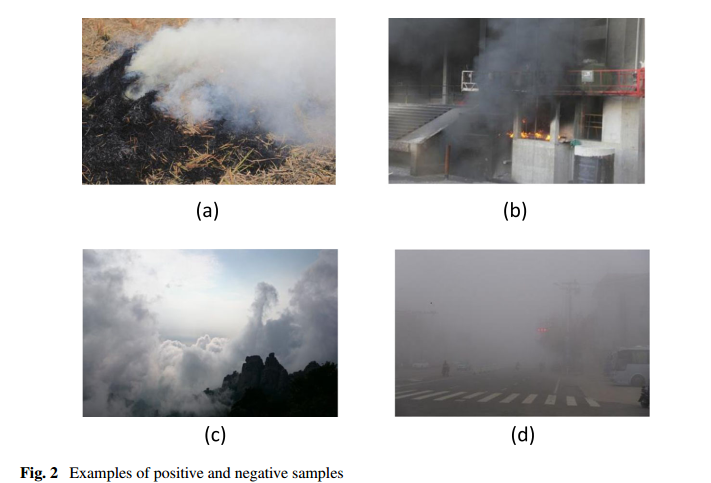 (a)
(b)
(c)
(d)
Fig. 2 Examples of positive and negative samples